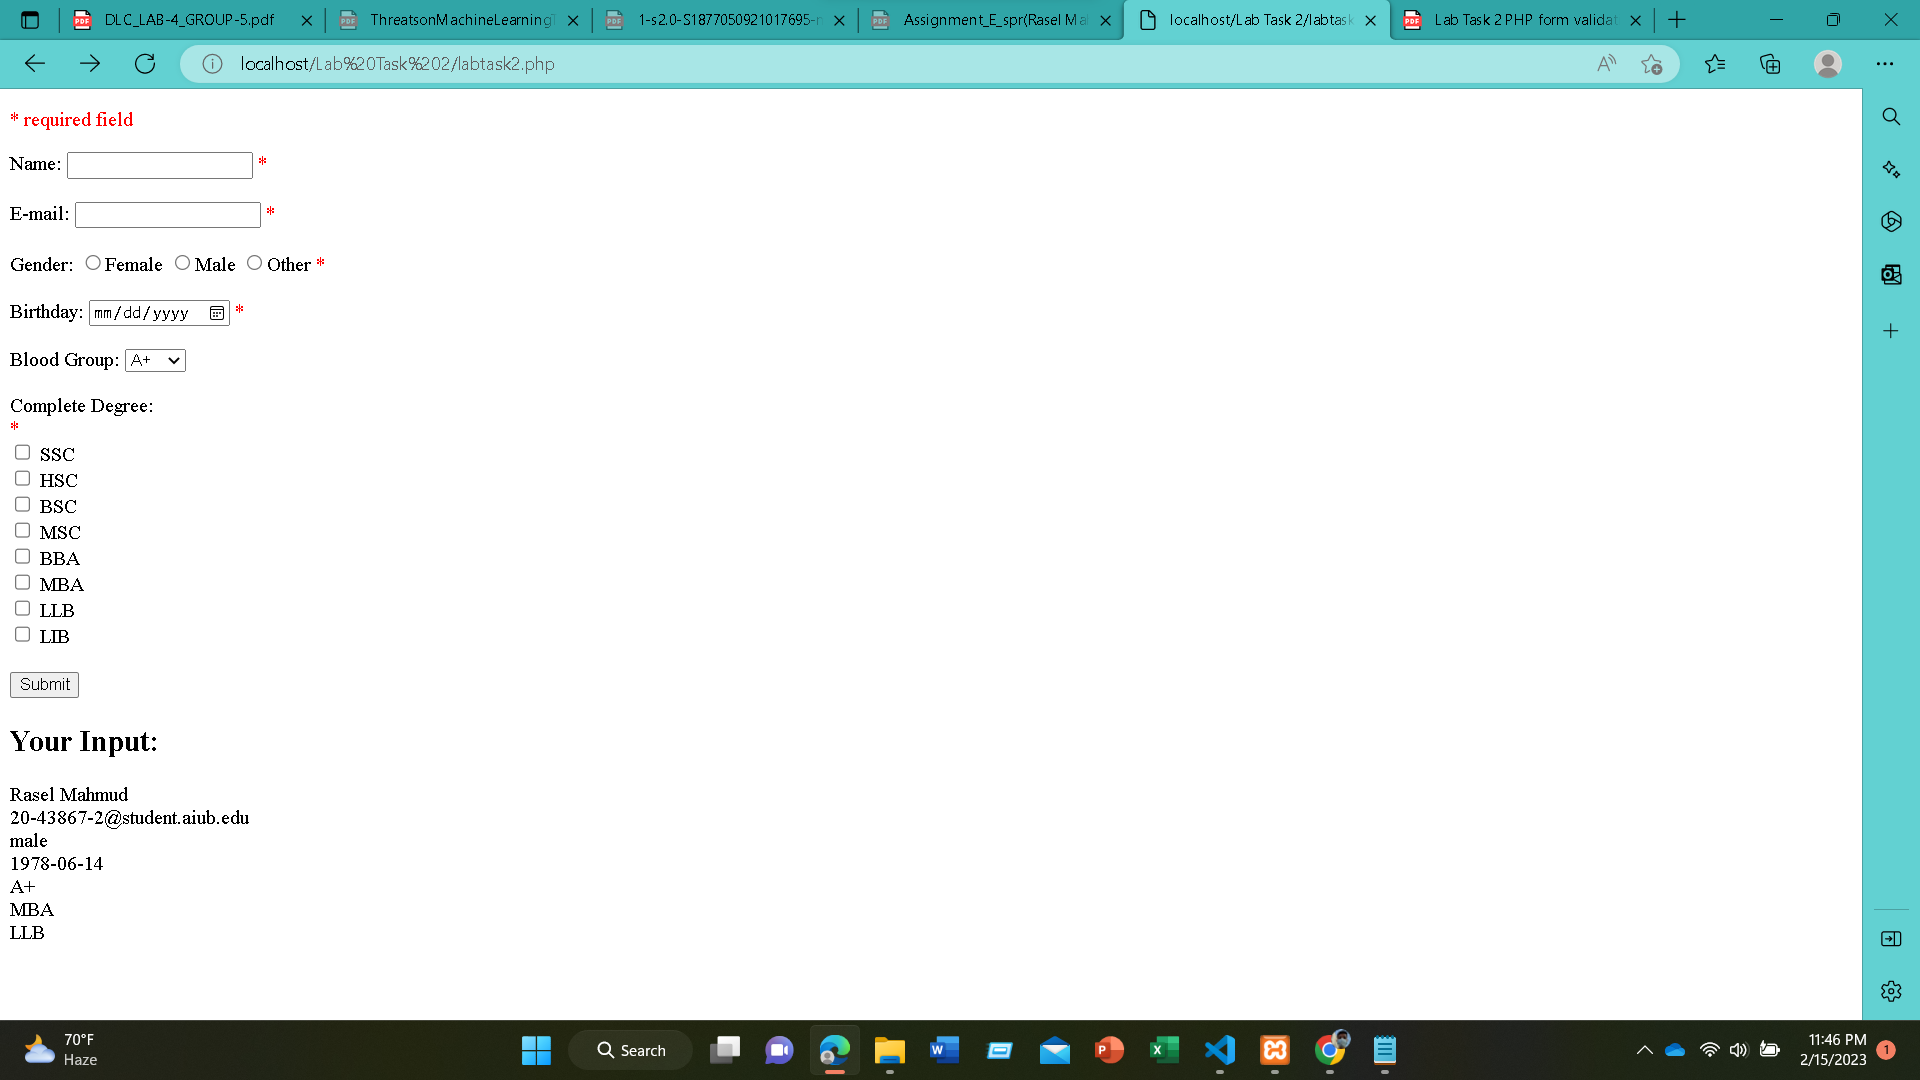 DLC_LAB-4_GROUP-5.pdf
ThreatsonMachineLearning
1-s2.0-S1877050921017695-
Assignment_E_spr(Rasel Ma
localhost/Lab Task 2/labtask
Lab Task 2 PHP form validat
localhost/Lab%20Task%202/labtask2.php
* required field
Name: *
E-mail: *
Gender: Female Male Other *
Birthday: mm/dd/yyyy *
Blood Group: A+
Complete Degree:
*
SSC
HSC
BSC
MSC
BBA
MBA
LLB
LIB
Submit
Your Input:
Rasel Mahmud
20-43867-2@student.aiub.edu
male
1978-06-14
A+
MBA
LLB
70°F
Haze
Search
11:46 PM
2/15/2023
1